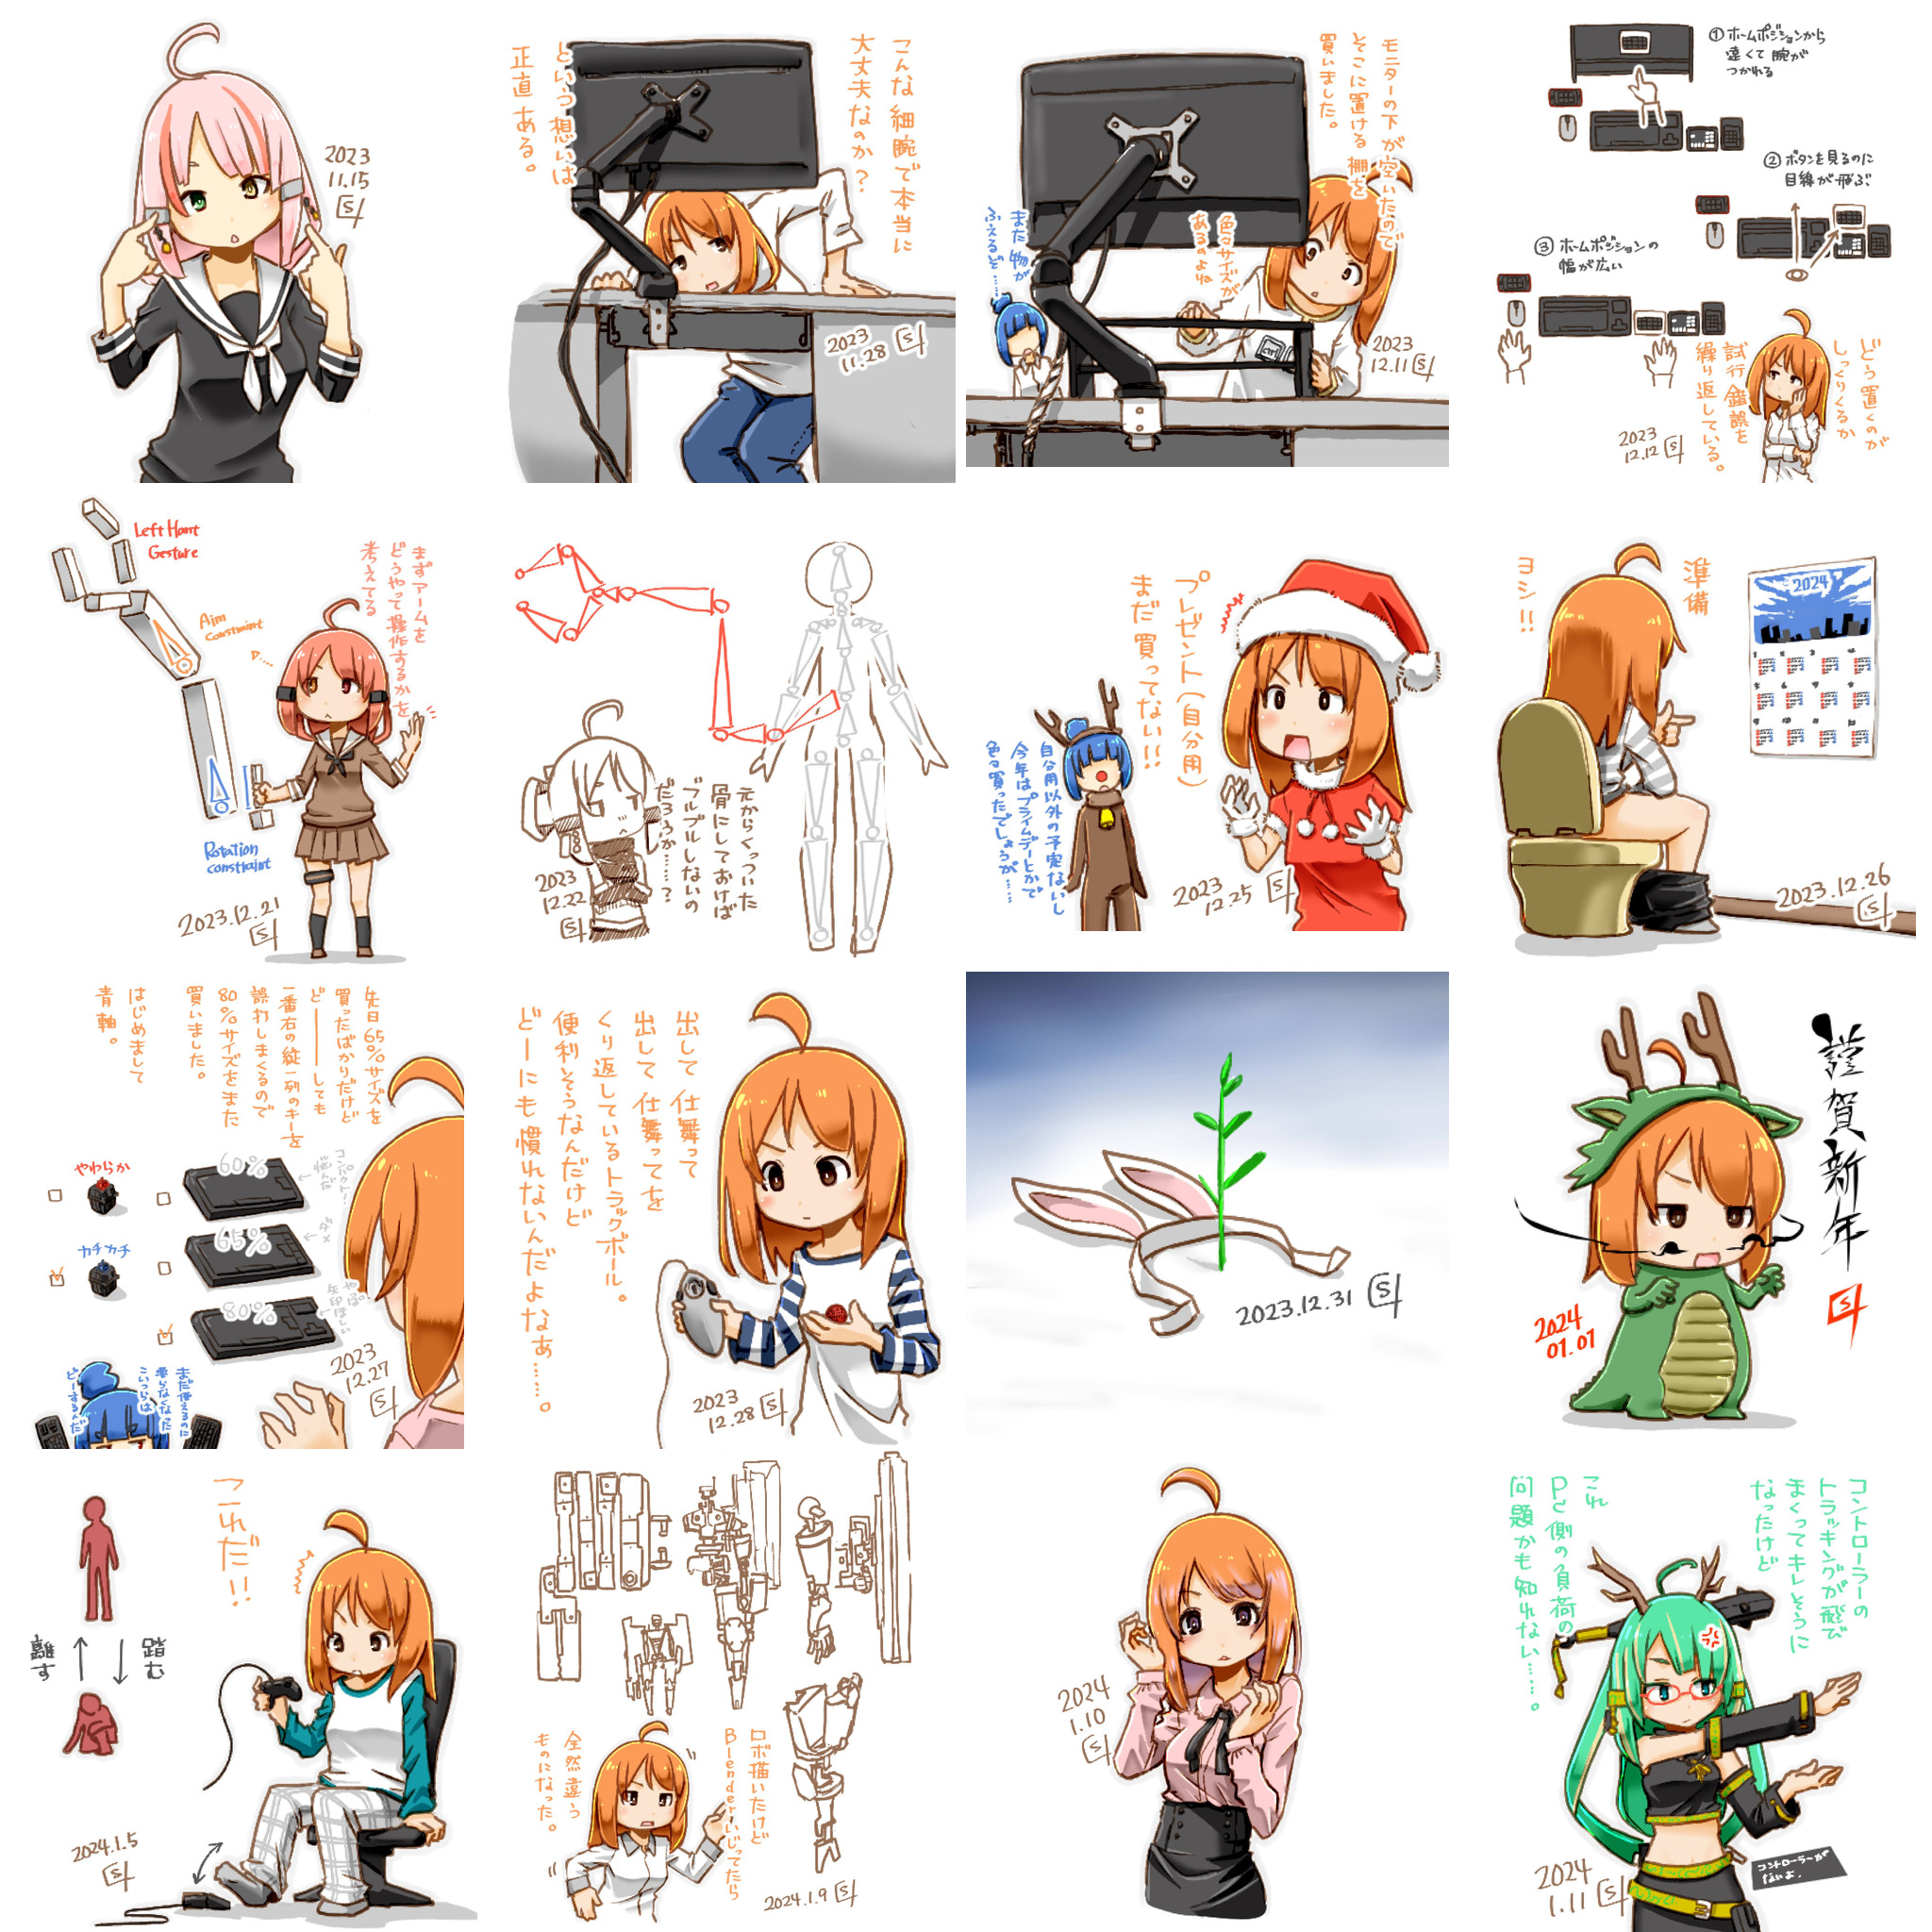 2023
11.15
こんな細腕で本当に
大丈夫なのか?
という想いは
正直ある。
2023
11.28
モニターの下が空いたので
そこに置ける棚を
買いました。
色々サイズが
あるのよね
また物が
ふえるぞ……
Ctrl
2023
12.11
①ホームポジションから
遠くて腕が
つかれる
②ボタンを見るのに
目線が飛ぶ
③ホームポジションの
幅が広い
どう置くのが
しっくりくるか
試行錯誤を
繰り返している。
2023
12.12
Left Hant
Gesture
Aim
constraint
まずアームを
どうやって操作するかを
考えてる
Rotation
constraint
2023.12.21
元からくっついた
骨にしておけば
プルプルしないの
だろうか……?
2023
12.22
プレゼント(自分用)
まだ買ってない!!
自分用以外の予定ないし
今年はプライムデーとかで
色々買ったでしょうが……
2023
12.25
準備
ヨシ!!
2024
2023.12.26
先日65%サイズを
買ったばかりだけど
ど———しても
一番右の縦一列のキーを
誤打しまくるので
80%サイズをまた
買いました。
はじめまして
青軸。
やわらか
カチカチ
60%
コンパクト!
65%
80%
やっぱ
矢印ほしい
まだ使えるのに
要らなくなった
こいつらは
どーするんだ
2023
12.27
出して仕舞って
出して仕舞ってを
くり返しているトラックボール。
便利そうなんだけど
どーにも慣れないんだよなぁ……。
2023
12.28
2023.12.31
謹賀新年
2024
01.01
これだ!!
離す
踏む
2024.1.5
ロボ描いたけど
Blenderいじってたら
全然違う
ものになった。
2024.1.9
2024
1.10
コントローラーの
トラッキングが飛び
まくってキレそうに
なったけど
これ
PC側の負荷の
問題かも知れない……。
コントローラーが
ないよ.
2024
1.11